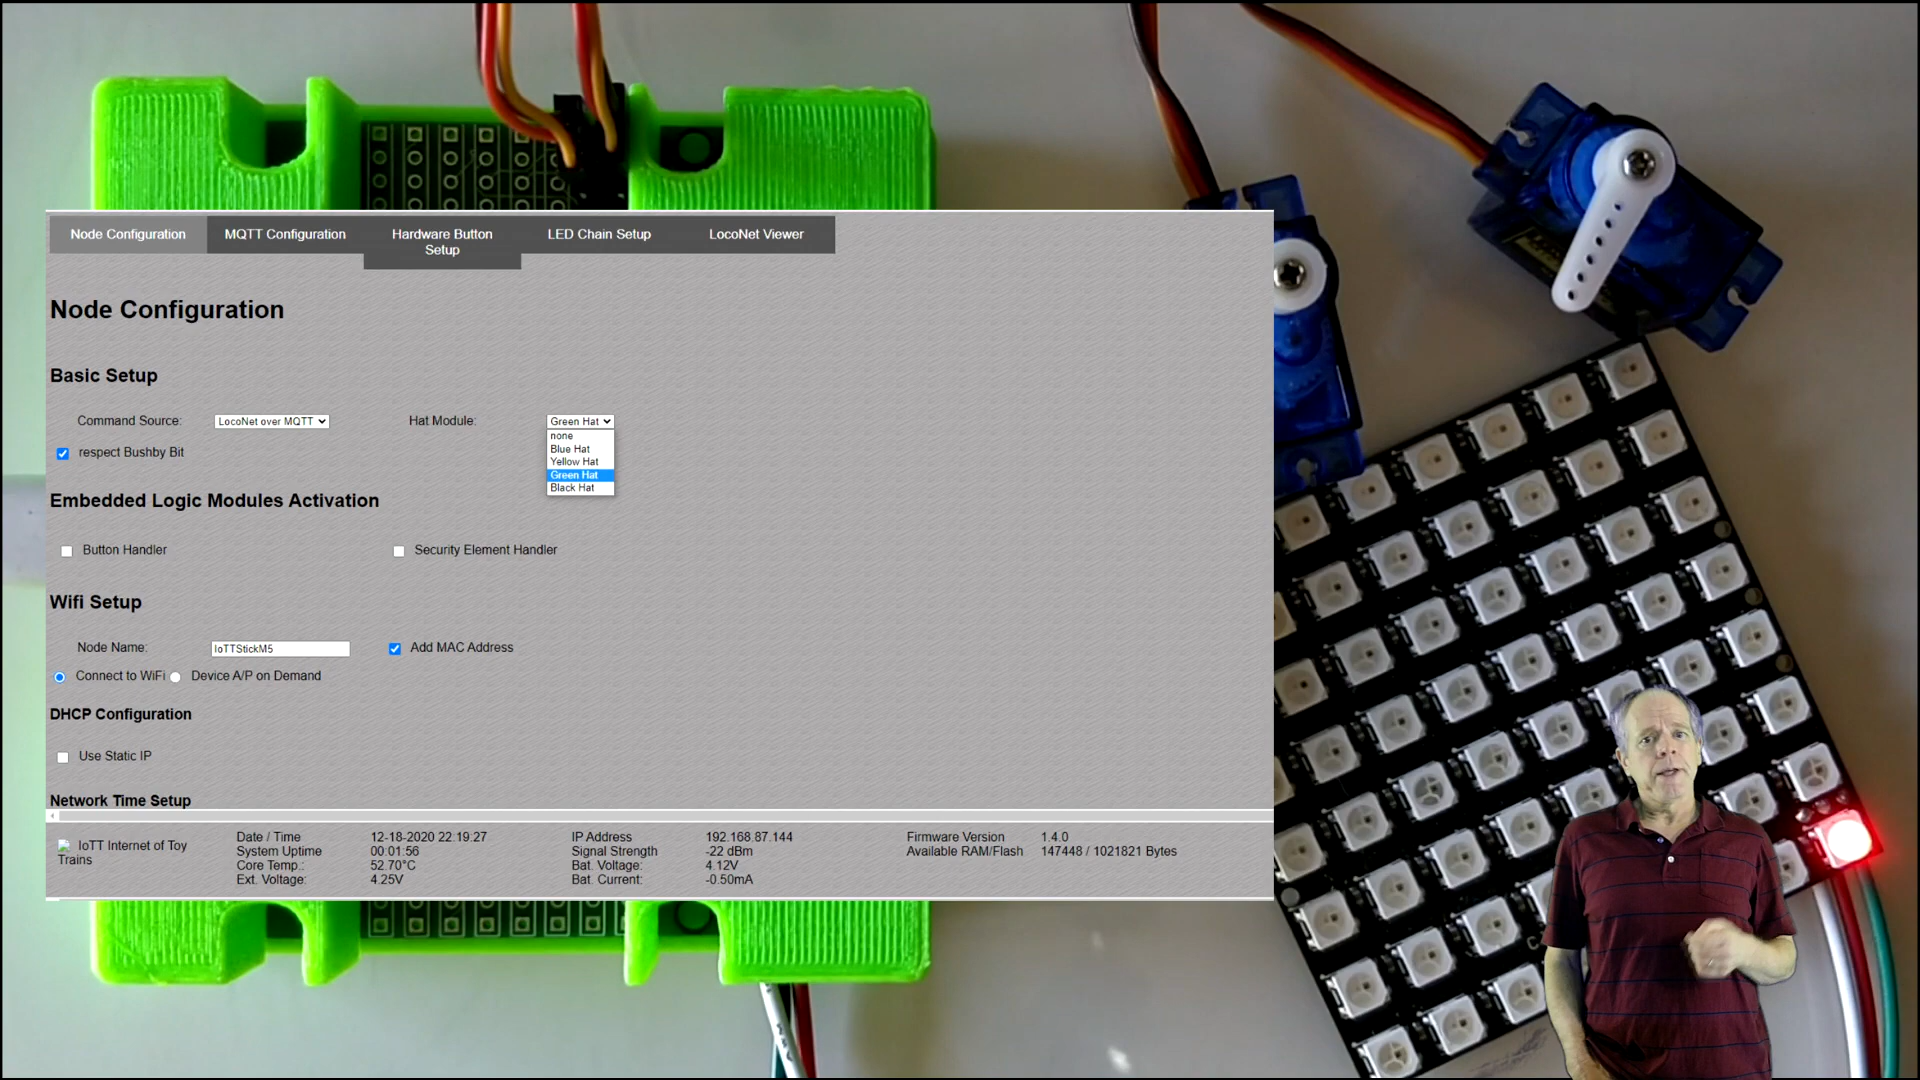 Node Configuration
MQTT Configuration
Hardware Button
Setup
LED Chain Setup
LocoNet Viewer
Node Configuration
Basic Setup
Command Source:
LocoNet over MQTT
Hat Module:
Green Hat
none
Blue Hat
Yellow Hat
Green Hat
Black Hat
respect Bushby Bit
Embedded Logic Modules Activation
Button Handler
Security Element Handler
Wifi Setup
Node Name:
IoTTStickM5
Add MAC Address
Connect to WiFi
Device A/P on Demand
DHCP Configuration
Use Static IP
Network Time Setup
IoTT Internet of Toy
Trains
Date / Time 12-18-2020 22:19:27
System Uptime 00:01:56
Core Temp.: 52.70°C
Ext. Voltage: 4.25V
IP Address 192.168.87.144
Signal Strength -22 dBm
Bat. Voltage: 4.12V
Bat. Current: -0.50mA
Firmware Version 1.4.0
Available RAM/Flash 147448 / 1021821 Bytes